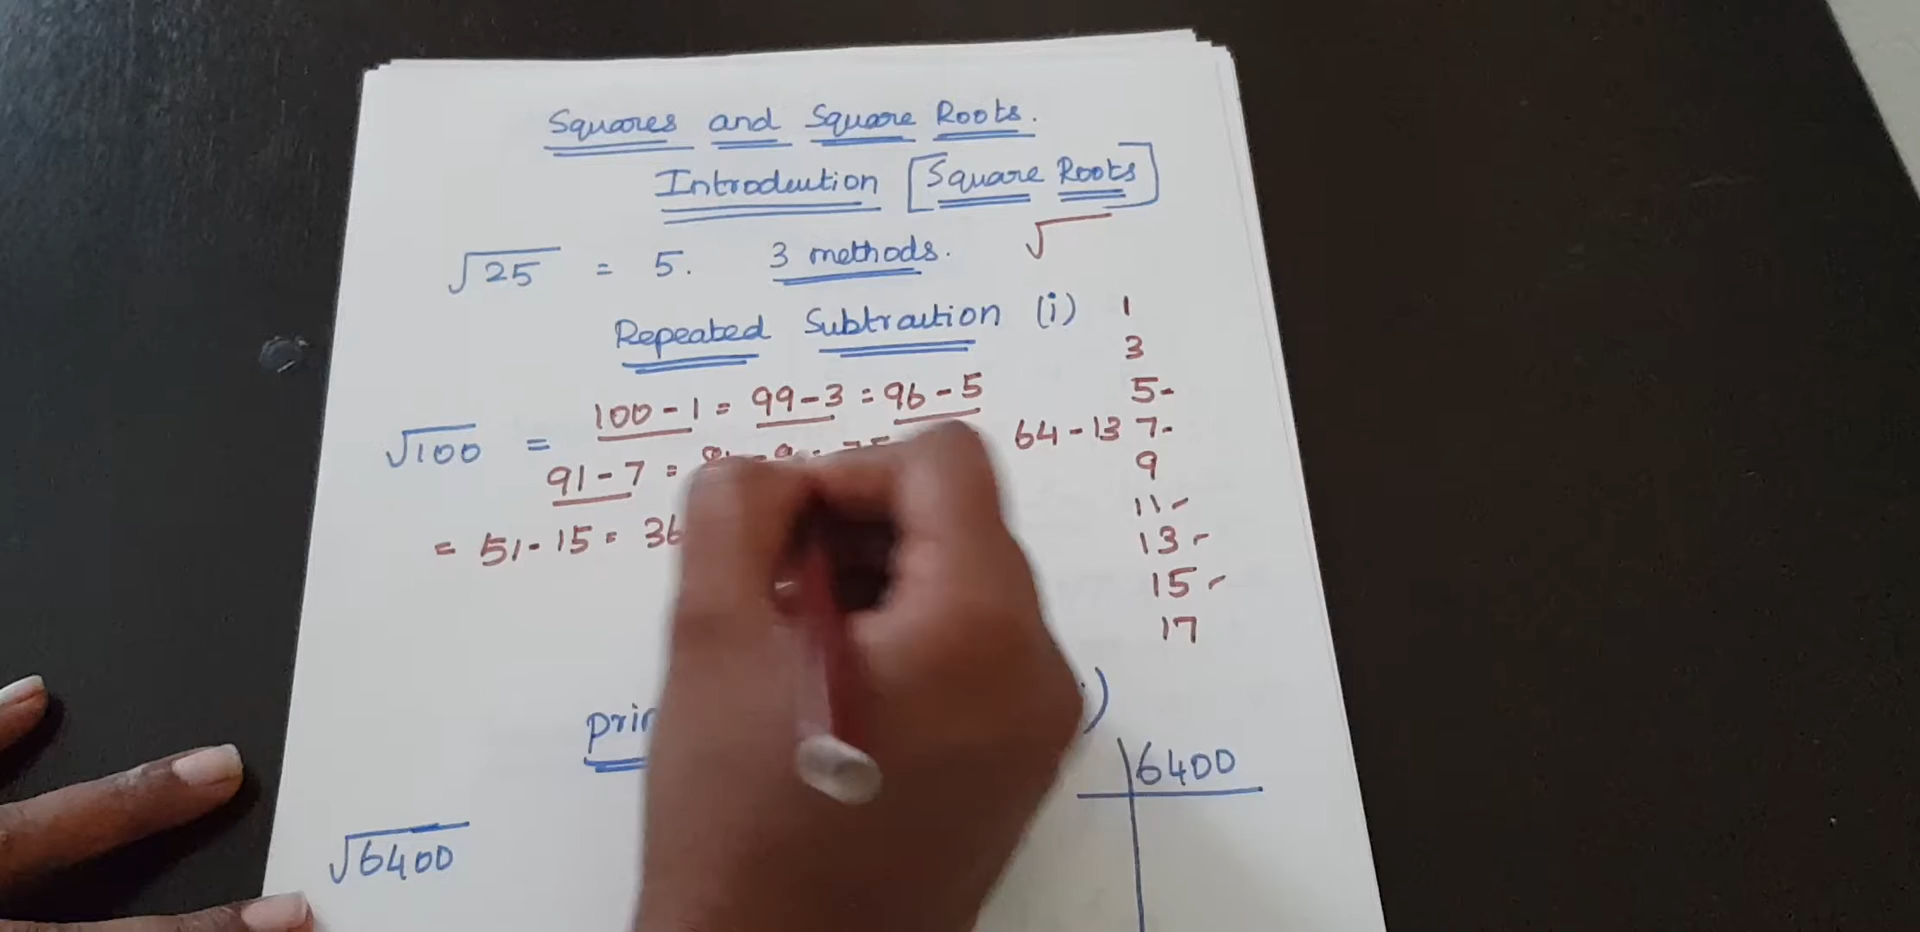 Squares and Square Roots.
Introduction [Square Roots]
√25 = 5. 3 methods. √
Repeated Subtraction (i)
√100 = 100-1 = 99-3 = 96-5
91-7 = 64-13
= 51-15 = 36
1
3
5-
7-
9
11-
13-
15-
17
6400
√6400